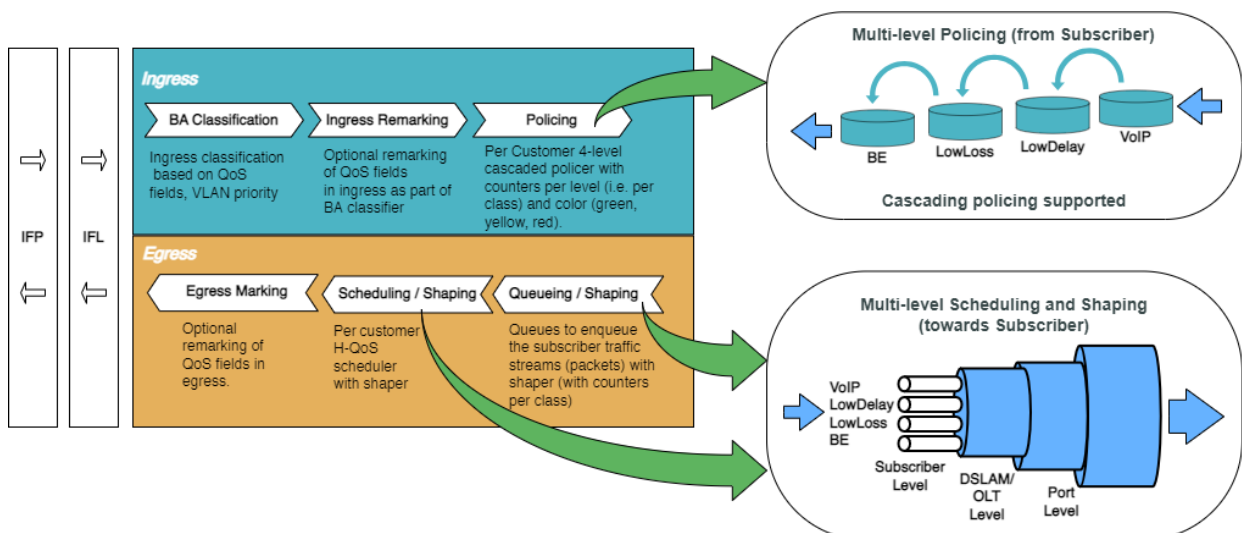 IFP
IFL
Ingress
BA Classification
Ingress classification
based on QoS
fields, VLAN priority
Ingress Remarking
Optional remarking
of QoS fields
in ingress as part of
BA classifier
Policing
Per Customer 4-level
cascaded policer with
counters per level (i.e. per
class) and color (green,
yellow, red).
Egress
Egress Marking
Optional
remarking of
QoS fields in
egress.
Scheduling / Shaping
Per customer
H-QoS
scheduler
with shaper
Queueing / Shaping
Queues to enqueue
the subscriber traffic
streams (packets) with
shaper (with counters
per class)
Multi-level Policing (from Subscriber)
BE
LowLoss
LowDelay
VoIP
Cascading policing supported
Multi-level Scheduling and Shaping
(towards Subscriber)
VoIP
LowDelay
LowLoss
BE
Subscriber
Level
DSLAM/
OLT
Level
Port
Level